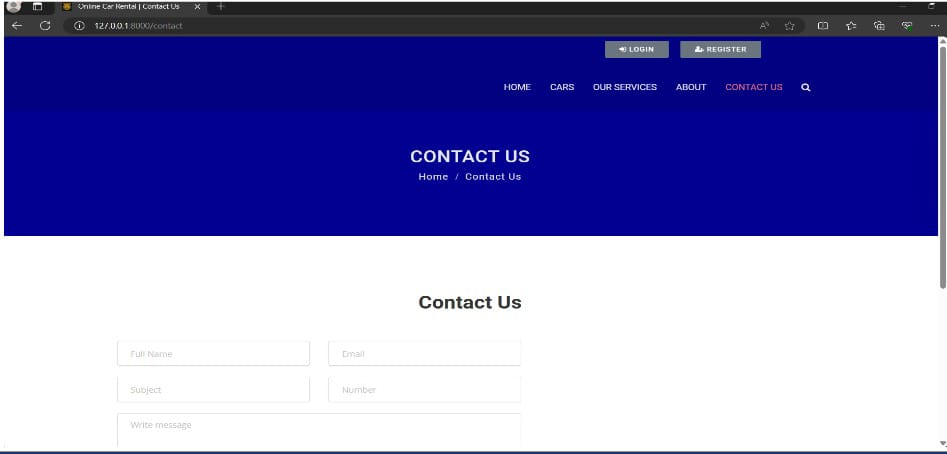 Online Car Rental | Contact Us
127.0.0.1:8000/contact
LOGIN REGISTER
HOME CARS OUR SERVICES ABOUT CONTACT US
CONTACT US
Home / Contact Us
Contact Us
Full Name Email
Subject Number
Write message